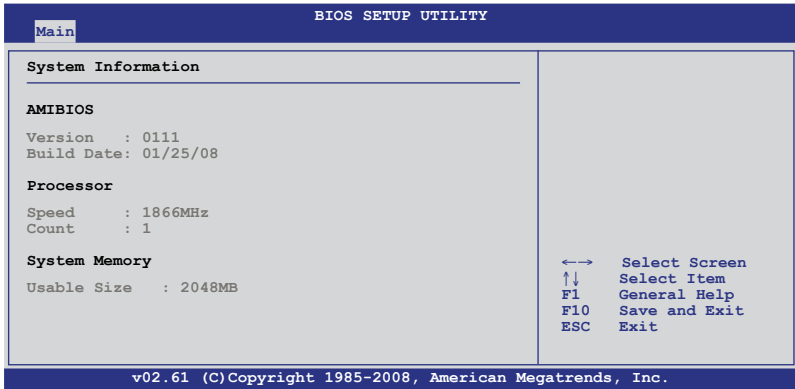 BIOS SETUP UTILITY
Main
System Information
AMIBIOS
Version : 0111
Build Date: 01/25/08
Processor
Speed : 1866MHz
Count : 1
System Memory
Usable Size : 2048MB
←→ Select Screen
↑↓ Select Item
F1 General Help
F10 Save and Exit
ESC Exit
v02.61 (C)Copyright 1985-2008, American Megatrends, Inc.